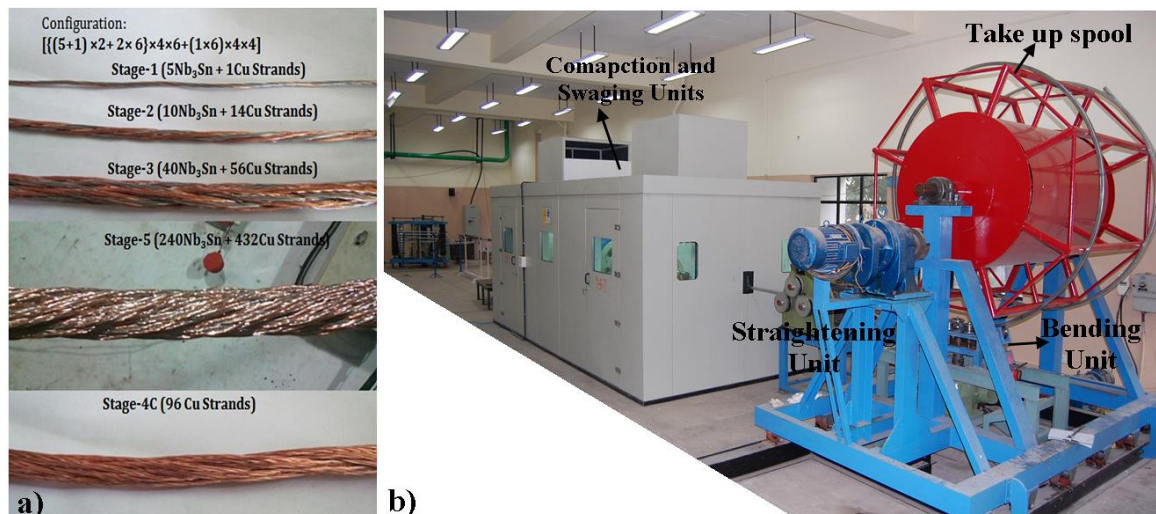 Configuration:
[{(5+1) ×2+ 2× 6}×4×6+(1×6)×4×4]
Stage-1 (5Nb₃Sn + 1Cu Strands)
Stage-2 (10Nb₃Sn + 14Cu Strands)
Stage-3 (40Nb₃Sn + 56Cu Strands)
Stage-5 (240Nb₃Sn + 432Cu Strands)
Stage-4C (96 Cu Strands)
a)
b)
Comapction and
Swaging Units
Take up spool
Straightening
Unit
Bending
Unit